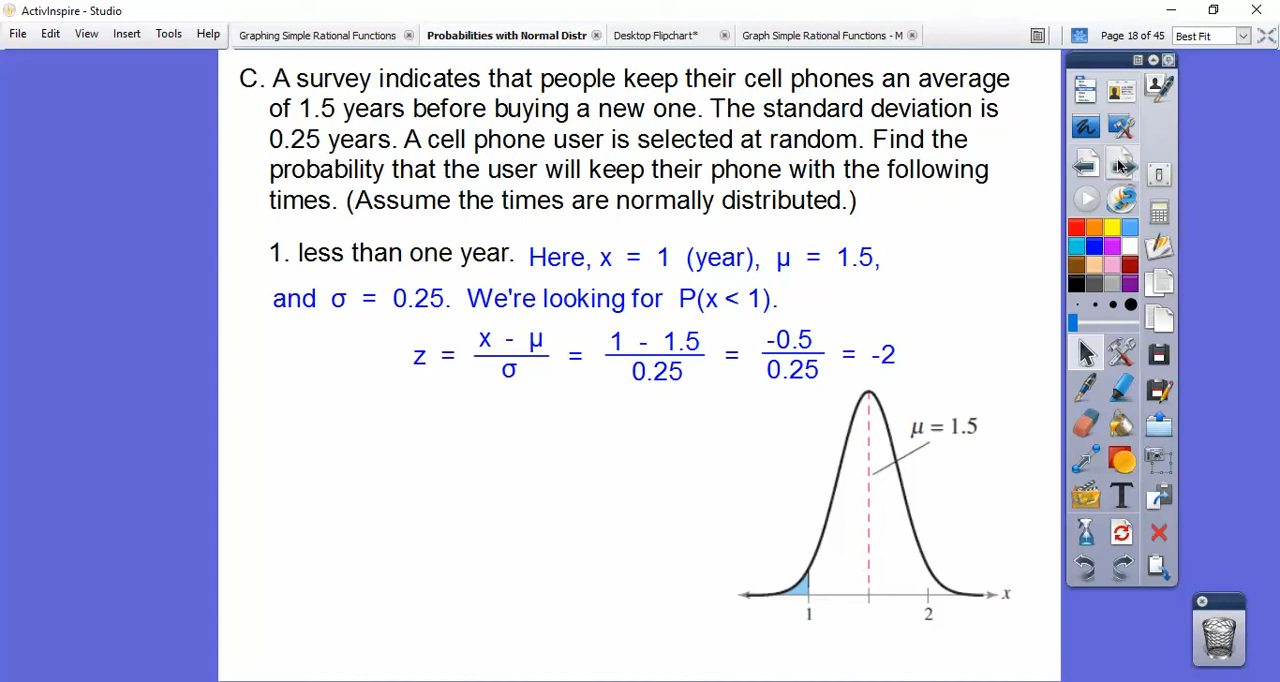 ActivInspire - Studio
File Edit View Insert Tools Help
Graphing Simple Rational Functions
Probabilities with Normal Distr
Desktop Flipchart*
Graph Simple Rational Functions - M
Page 18 of 45
Best Fit
C. A survey indicates that people keep their cell phones an average
of 1.5 years before buying a new one. The standard deviation is
0.25 years. A cell phone user is selected at random. Find the
probability that the user will keep their phone with the following
times. (Assume the times are normally distributed.)
1. less than one year. Here, x = 1 (year), μ = 1.5,
and σ = 0.25. We're looking for P(x < 1).
z = x - μ / σ = 1 - 1.5 / 0.25 = -0.5 / 0.25 = -2
μ = 1.5
x
1 2